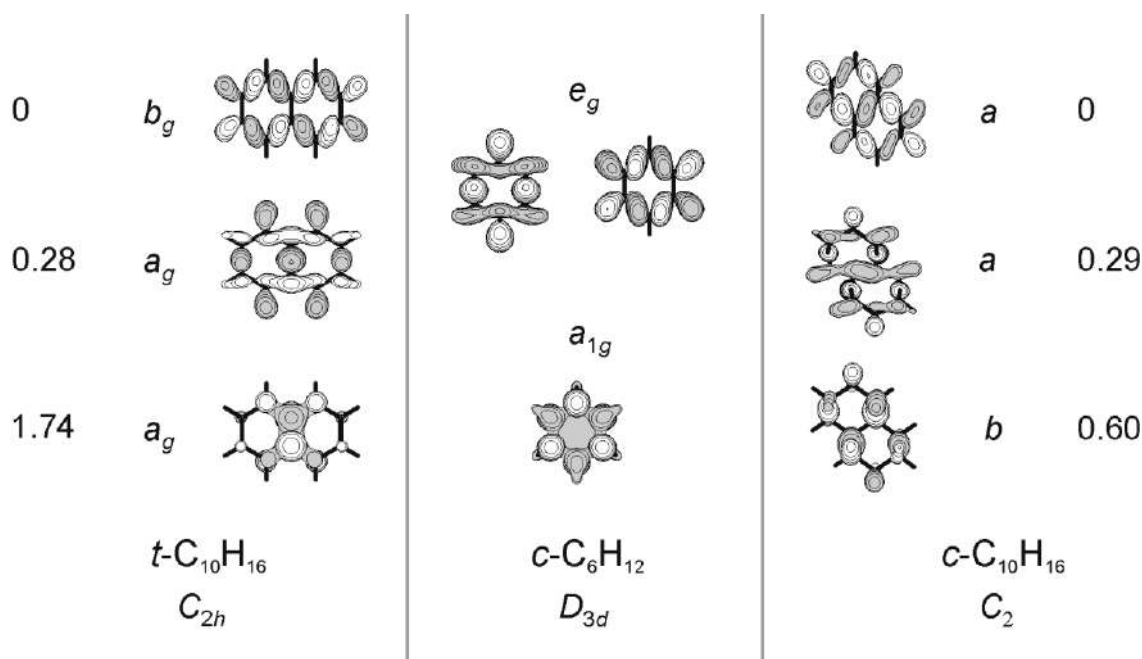 0 b_g
0.28 a_g
1.74 a_g
t-C₁₀H₁₆
C₂ₕ
e_g
a₁g
c-C₆H₁₂
D₃d
a 0
a 0.29
b 0.60
c-C₁₀H₁₆
C₂